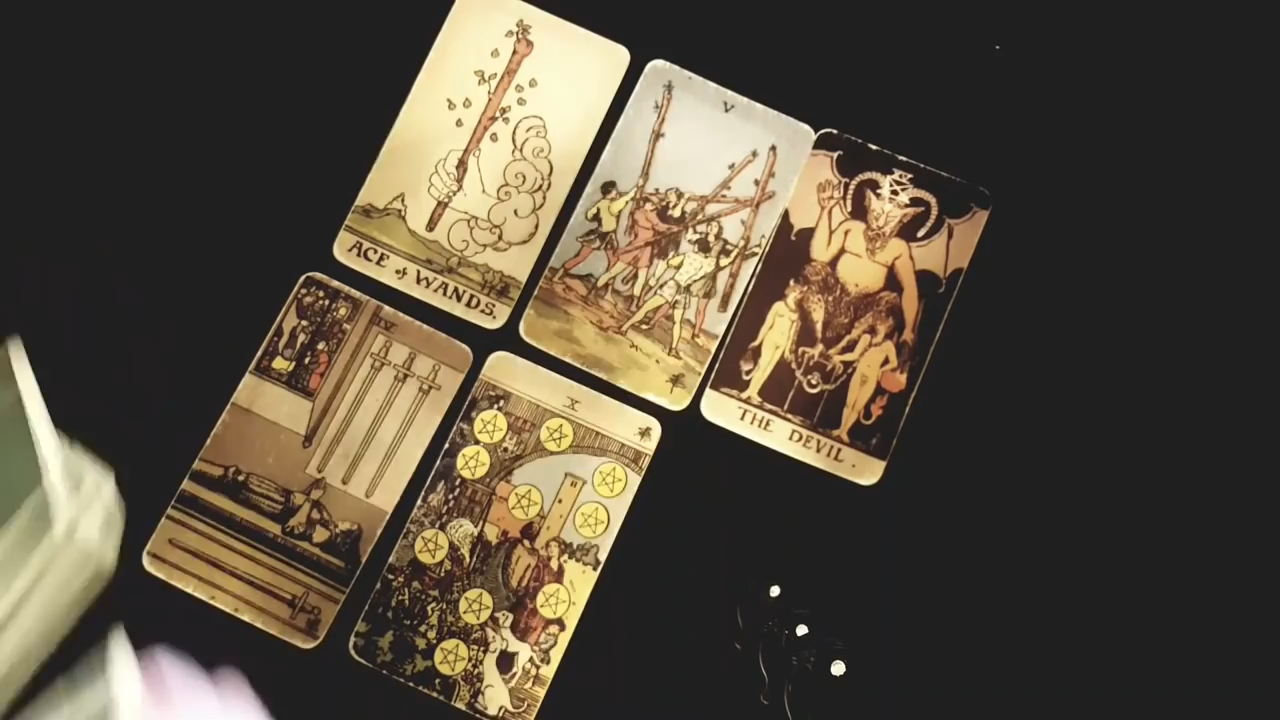 ACE of WANDS.
V
THE DEVIL.
IV
X